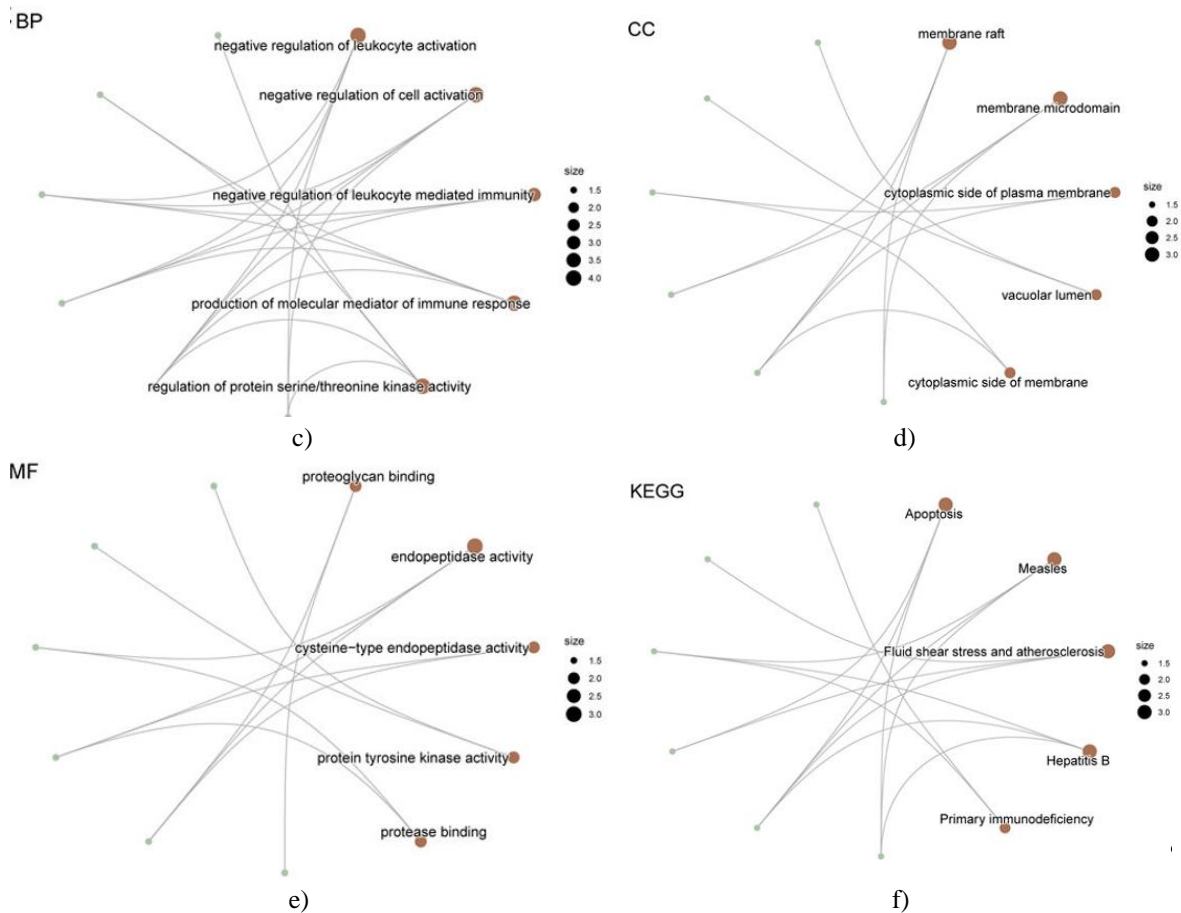 BP
negative regulation of leukocyte activation
negative regulation of cell activation
negative regulation of leukocyte mediated immunity
production of molecular mediator of immune response
regulation of protein serine/threonine kinase activity
size
1.5
2.0
2.5
3.0
3.5
4.0
c)
CC
membrane raft
membrane microdomain
cytoplasmic side of plasma membrane
vacuolar lumen
cytoplasmic side of membrane
size
1.5
2.0
2.5
3.0
d)
MF
proteoglycan binding
endopeptidase activity
cysteine−type endopeptidase activity
protein tyrosine kinase activity
protease binding
size
1.5
2.0
2.5
3.0
e)
KEGG
Apoptosis
Measles
Fluid shear stress and atherosclerosis
Hepatitis B
Primary immunodeficiency
size
1.5
2.0
2.5
3.0
f)